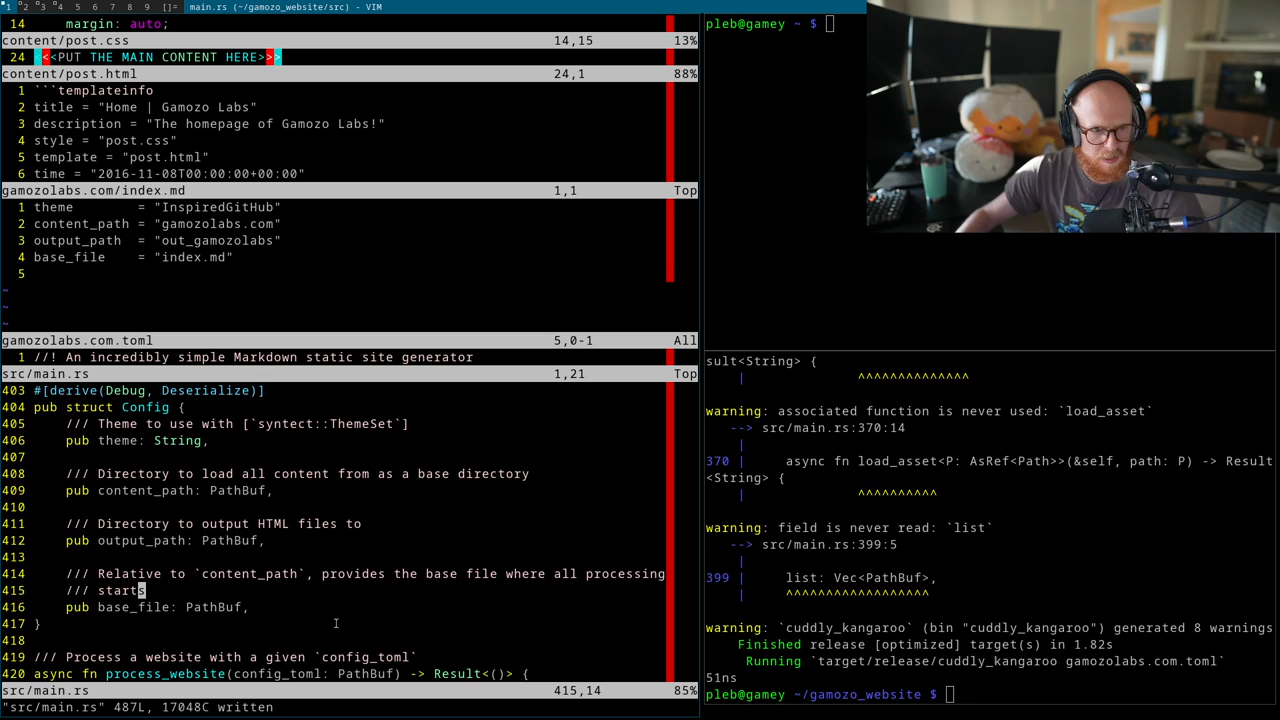 1 2 3 4 5 6 7 8 9 []= main.rs (~/gamozo_website/src) - VIM
14     margin: auto;
content/post.css 14,15 13%
24 <<<PUT THE MAIN CONTENT HERE>>>
content/post.html 24,1 88%
1 ```templateinfo
2 title = "Home | Gamozo Labs"
3 description = "The homepage of Gamozo Labs!"
4 style = "post.css"
5 template = "post.html"
6 time = "2016-11-08T00:00:00+00:00"
gamozolabs.com/index.md 1,1 Top
1 theme        = "InspiredGitHub"
2 content_path = "gamozolabs.com"
3 output_path  = "out_gamozolabs"
4 base_file    = "index.md"
5
~
~
~
gamozolabs.com.toml 5,0-1 All
1 //! An incredibly simple Markdown static site generator
src/main.rs 1,21 Top
403 #[derive(Debug, Deserialize)]
404 pub struct Config {
405     /// Theme to use with [`syntect::ThemeSet`]
406     pub theme: String,
407
408     /// Directory to load all content from as a base directory
409     pub content_path: PathBuf,
410
411     /// Directory to output HTML files to
412     pub output_path: PathBuf,
413
414     /// Relative to `content_path`, provides the base file where all processing
415     /// starts
416     pub base_file: PathBuf,
417 }
418
419 /// Process a website with a given `config_toml`
420 async fn process_website(config_toml: PathBuf) -> Result<()> {
src/main.rs 415,14 85%
"src/main.rs" 487L, 17048C written
pleb@gamey ~ $
sult<String> {
    |              ^^^^^^^^^^^^^^
warning: associated function is never used: `load_asset`
   --> src/main.rs:370:14
    |
370 |     async fn load_asset<P: AsRef<Path>>(&self, path: P) -> Result
<String> {
    |              ^^^^^^^^^^
warning: field is never read: `list`
   --> src/main.rs:399:5
    |
399 |     list: Vec<PathBuf>,
    |     ^^^^^^^^^^^^^^^^^^
warning: `cuddly_kangaroo` (bin "cuddly_kangaroo") generated 8 warnings
    Finished release [optimized] target(s) in 1.82s
     Running `target/release/cuddly_kangaroo gamozolabs.com.toml`
51ns
pleb@gamey ~/gamozo_website $